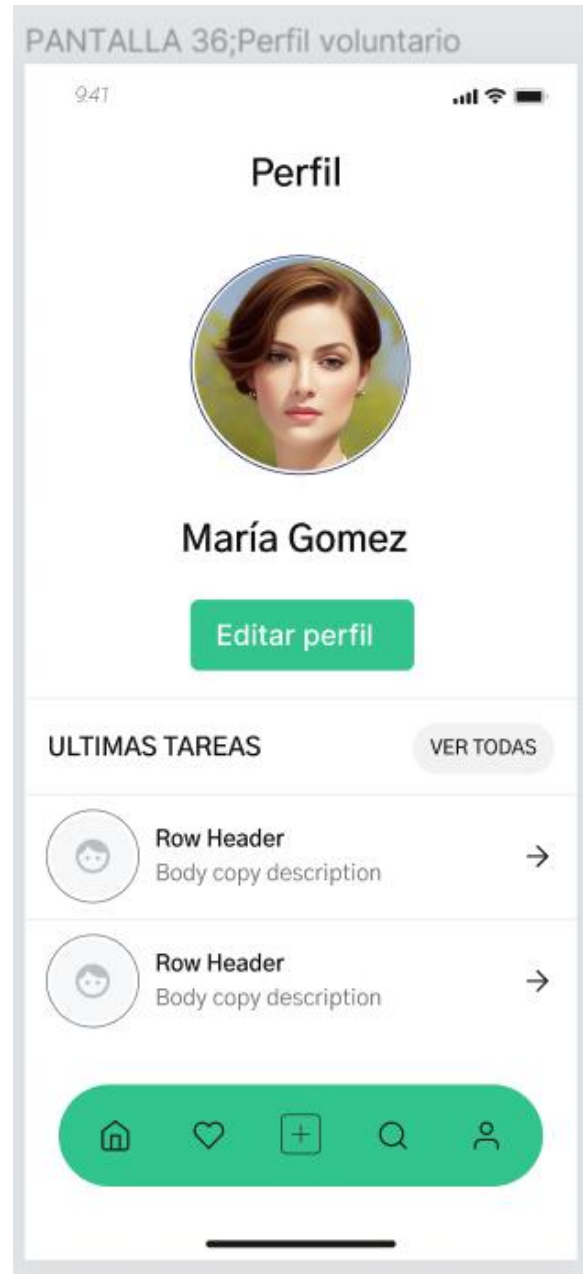 PANTALLA 36;Perfil voluntario
9:41
Perfil
María Gomez
Editar perfil
ULTIMAS TAREAS
VER TODAS
Row Header
Body copy description
Row Header
Body copy description